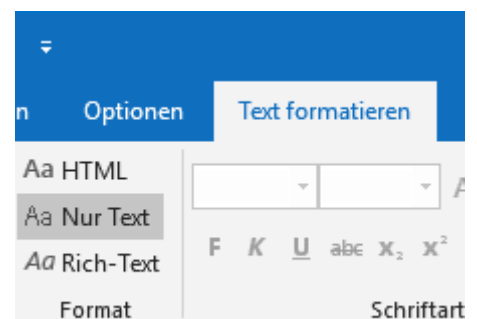 n Optionen Text formatieren
Aa HTML
Aa Nur Text
Aa Rich-Text
F K U abc X₂ X²
Format Schriftart